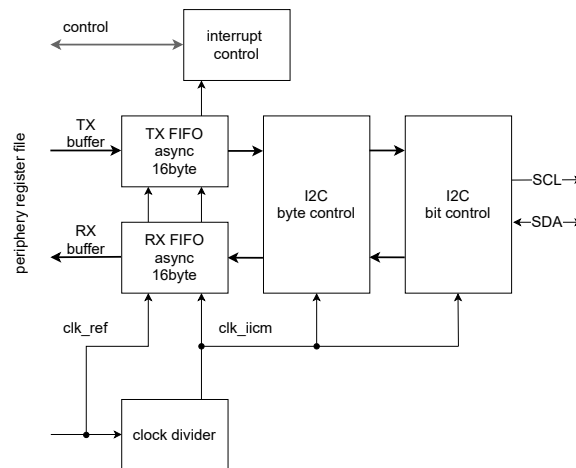 control
interrupt
control
TX
buffer
TX FIFO
async
16byte
I2C
byte control
I2C
bit control
SCL
SDA
periphery register file
RX
buffer
RX FIFO
async
16byte
clk_ref
clk_iicm
clock divider